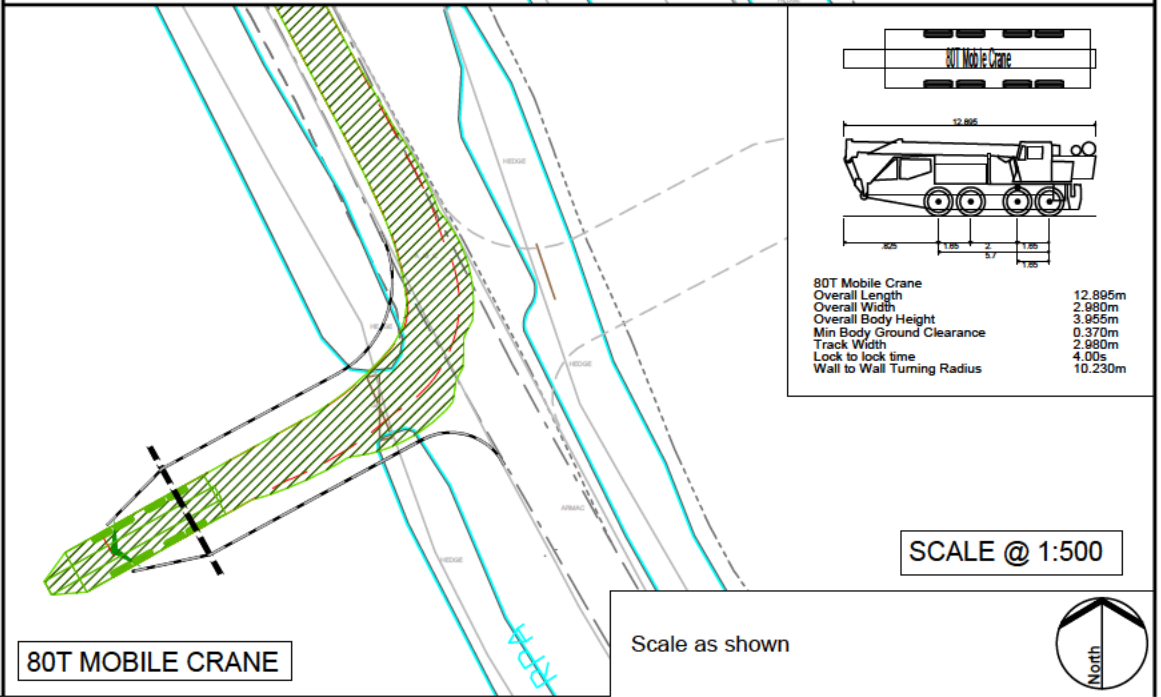 80T Mobile Crane
12.895
.825
1.65
2.
1.65
5.7
1.65
80T Mobile Crane
Overall Length 12.895m
Overall Width 2.980m
Overall Body Height 3.955m
Min Body Ground Clearance 0.370m
Track Width 2.980m
Lock to lock time 4.00s
Wall to Wall Turning Radius 10.230m
HEDGE
HEDGE
HEDGE
ARMAC
HEDGE
RPA
SCALE @ 1:500
80T MOBILE CRANE
Scale as shown
North